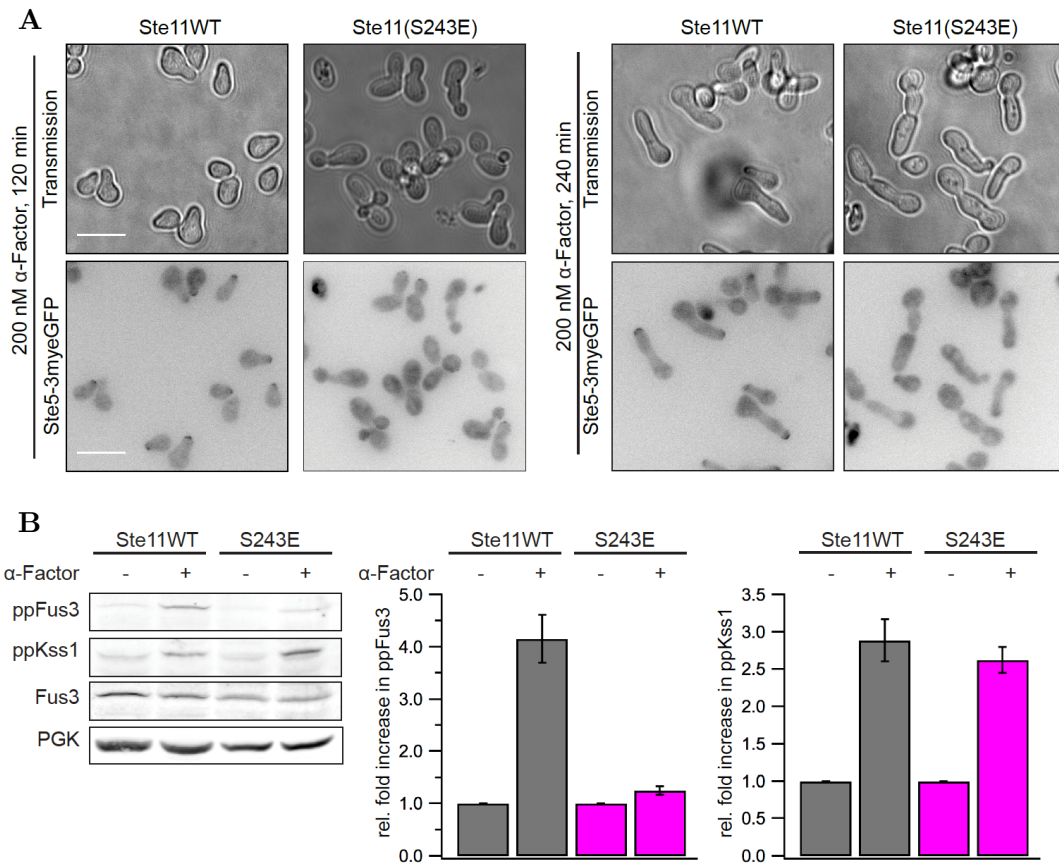 A
Ste11WT
Ste11(S243E)
Ste11WT
Ste11(S243E)
200 nM α-Factor, 120 min
Transmission
Ste5-3myeGFP
200 nM α-Factor, 240 min
Transmission
Ste5-3myeGFP
B
Ste11WT S243E
α-Factor - + - +
ppFus3
ppKss1
Fus3
PGK
Ste11WT S243E
- + - +
rel. fold increase in ppFus3
5.0
4.0
3.0
2.0
1.0
0.0
Ste11WT S243E
- + - +
rel. fold increase in ppKss1
3.5
3.0
2.5
2.0
1.5
1.0
0.5
0.0